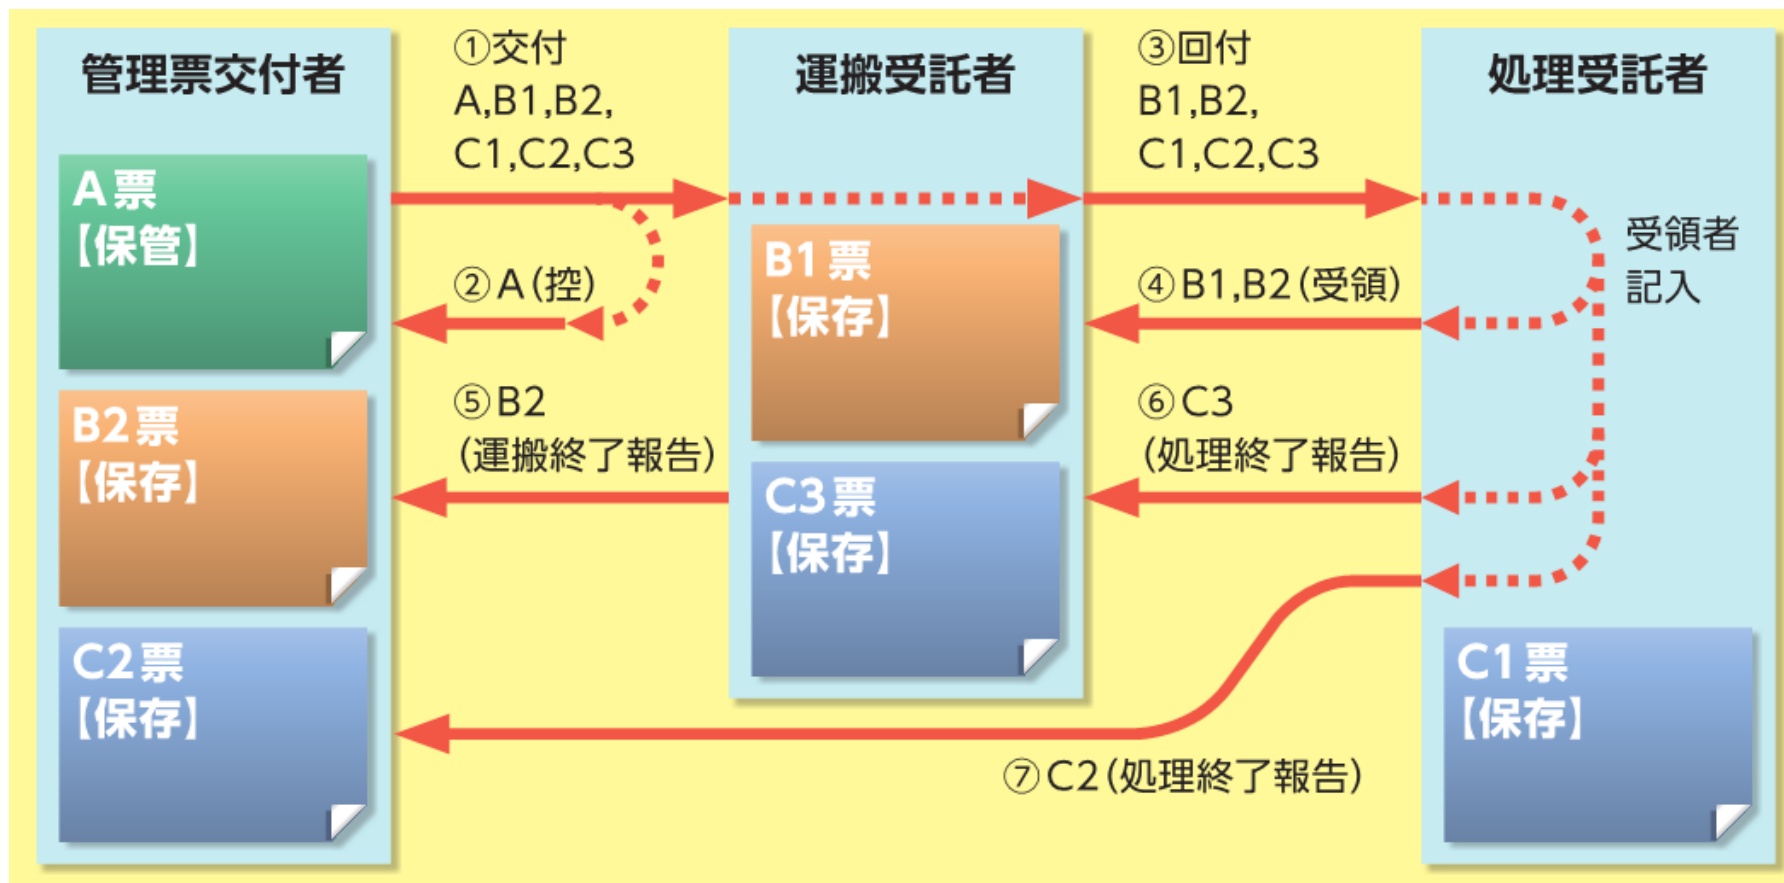 管理票交付者
A票
【保管】
B2票
【保存】
C2票
【保存】
①交付
A,B1,B2,
C1,C2,C3
②A(控)
⑤B2
(運搬終了報告)
運搬受託者
B1票
【保存】
C3票
【保存】
③回付
B1,B2,
C1,C2,C3
④B1,B2(受領)
⑥C3
(処理終了報告)
⑦C2(処理終了報告)
処理受託者
受領者
記入
C1票
【保存】